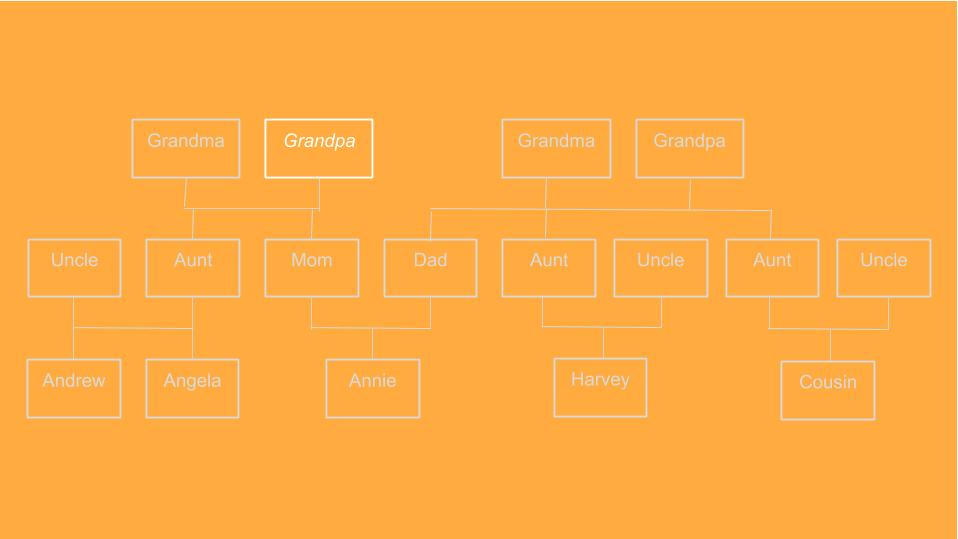 Grandma
Grandpa
Grandma
Grandpa
Uncle
Aunt
Mom
Dad
Aunt
Uncle
Aunt
Uncle
Andrew
Angela
Annie
Harvey
Cousin